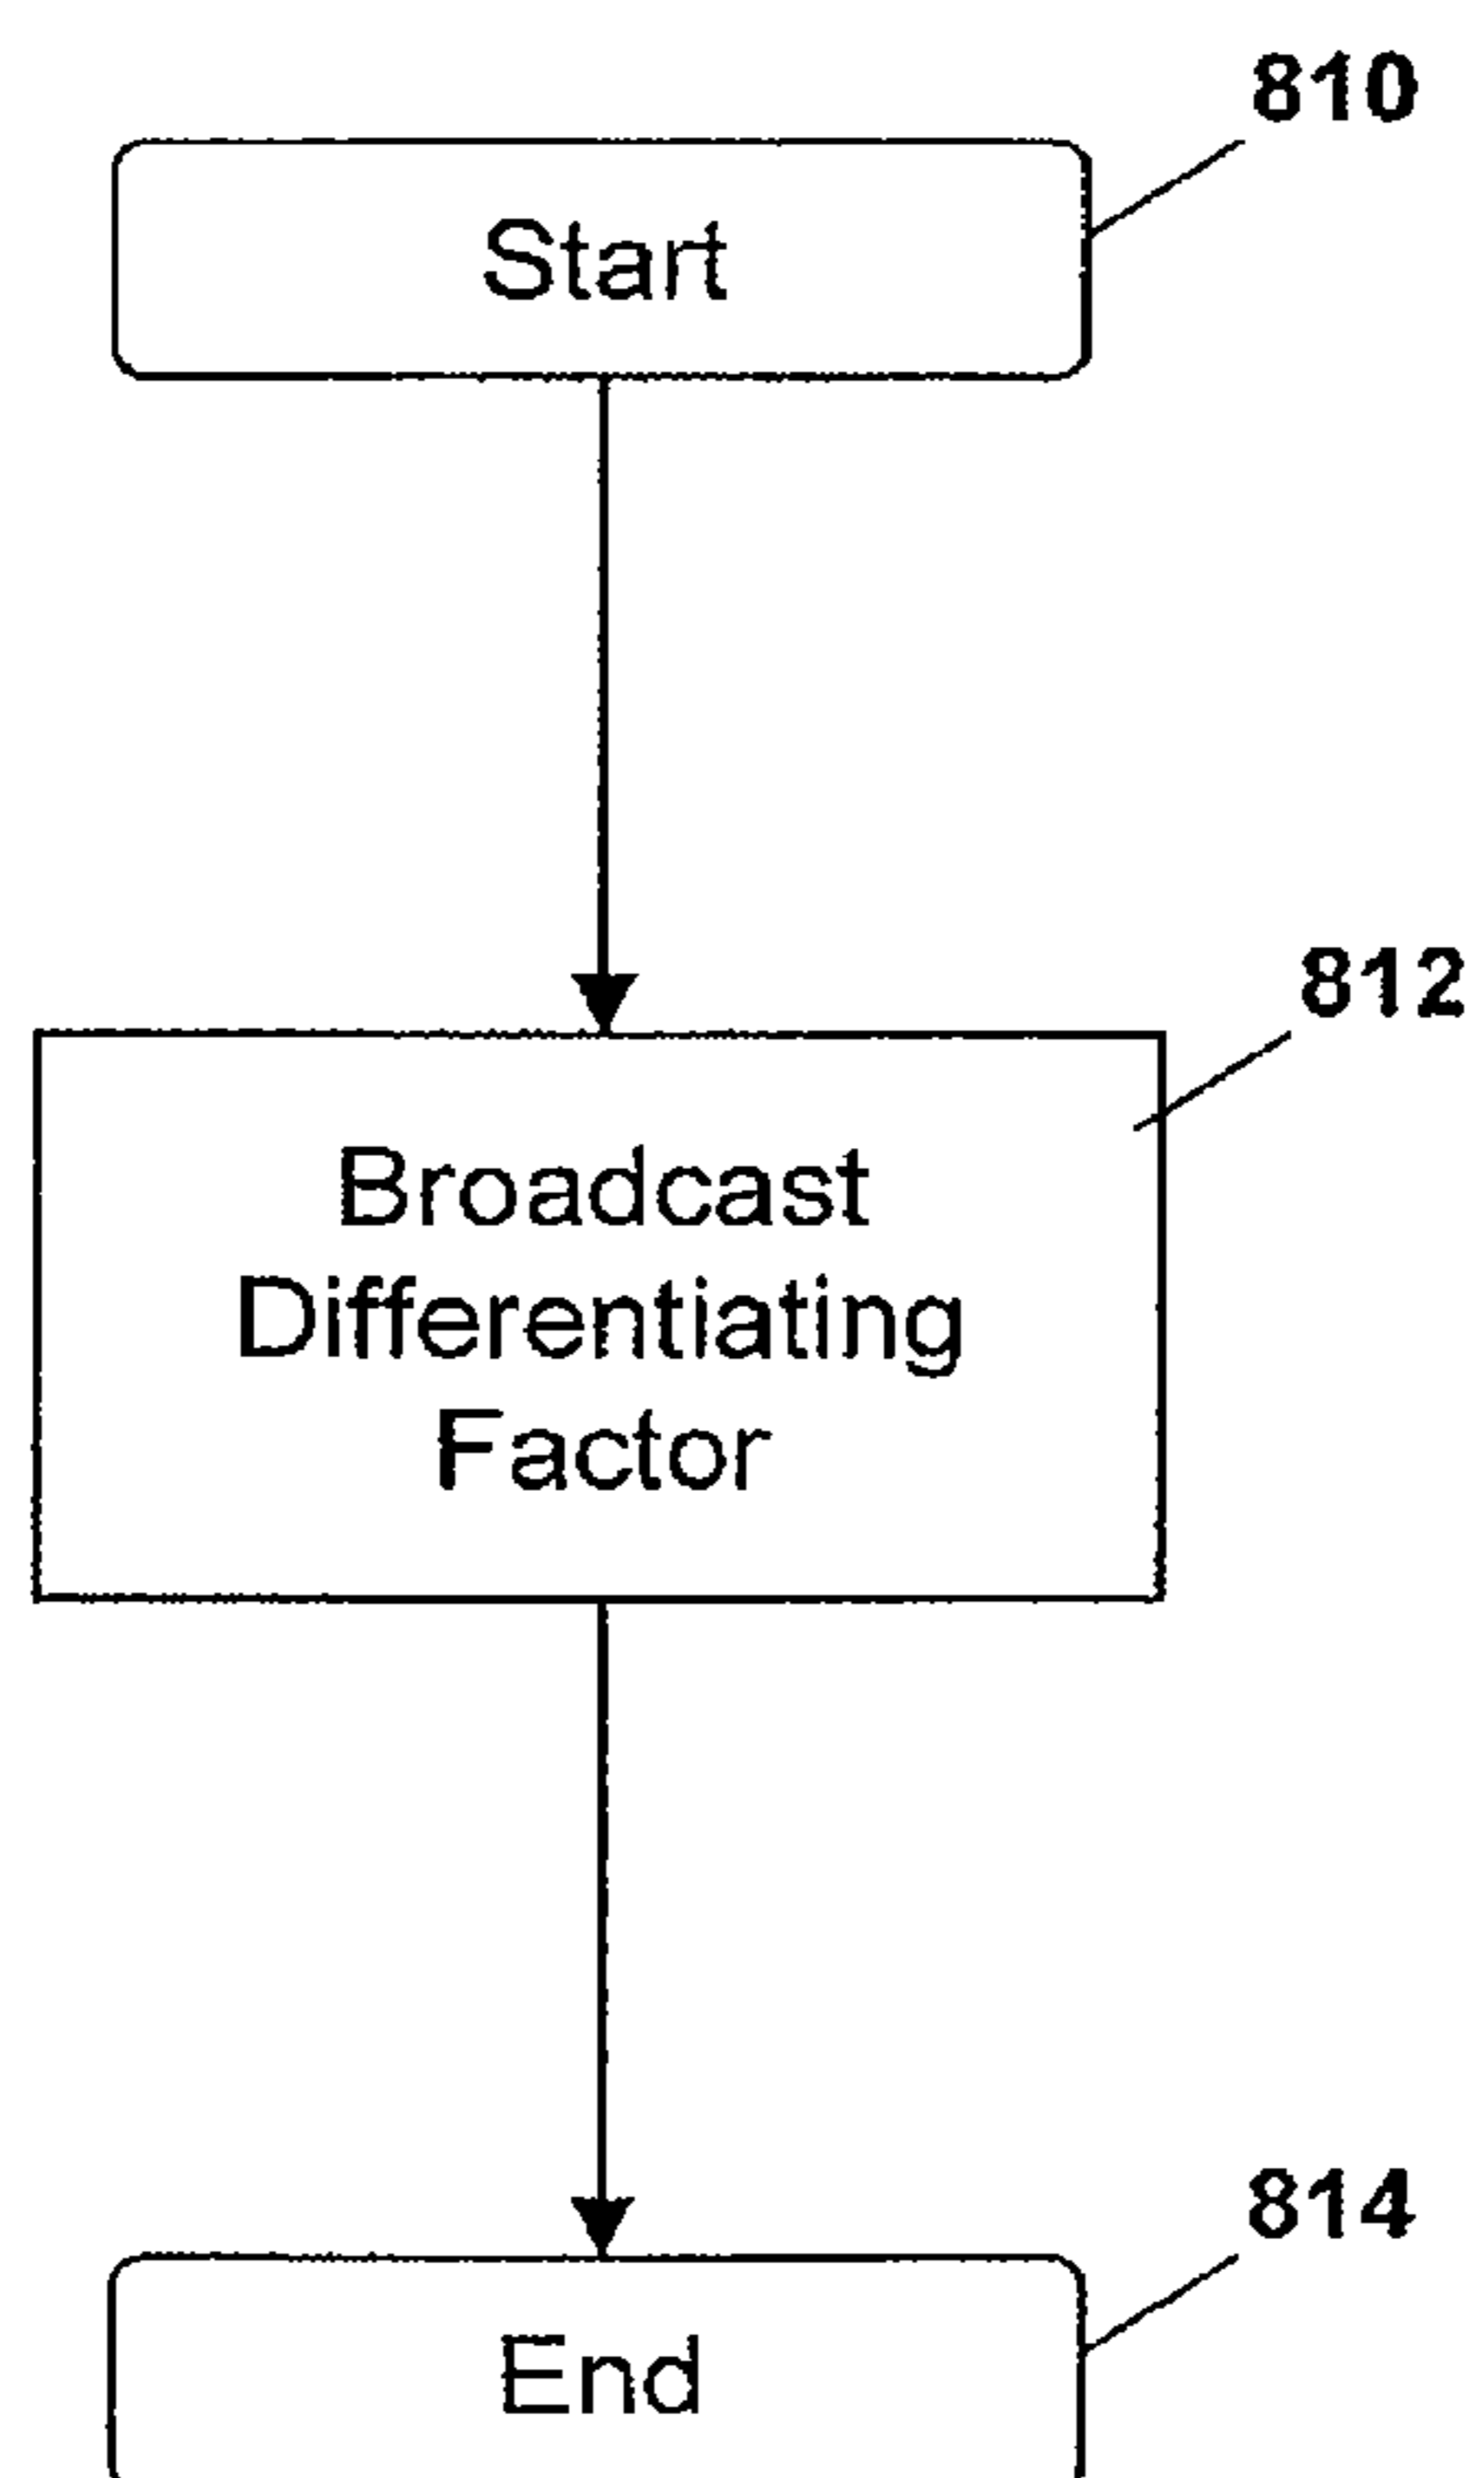 810
Start
812
Broadcast
Differentiating
Factor
814
End